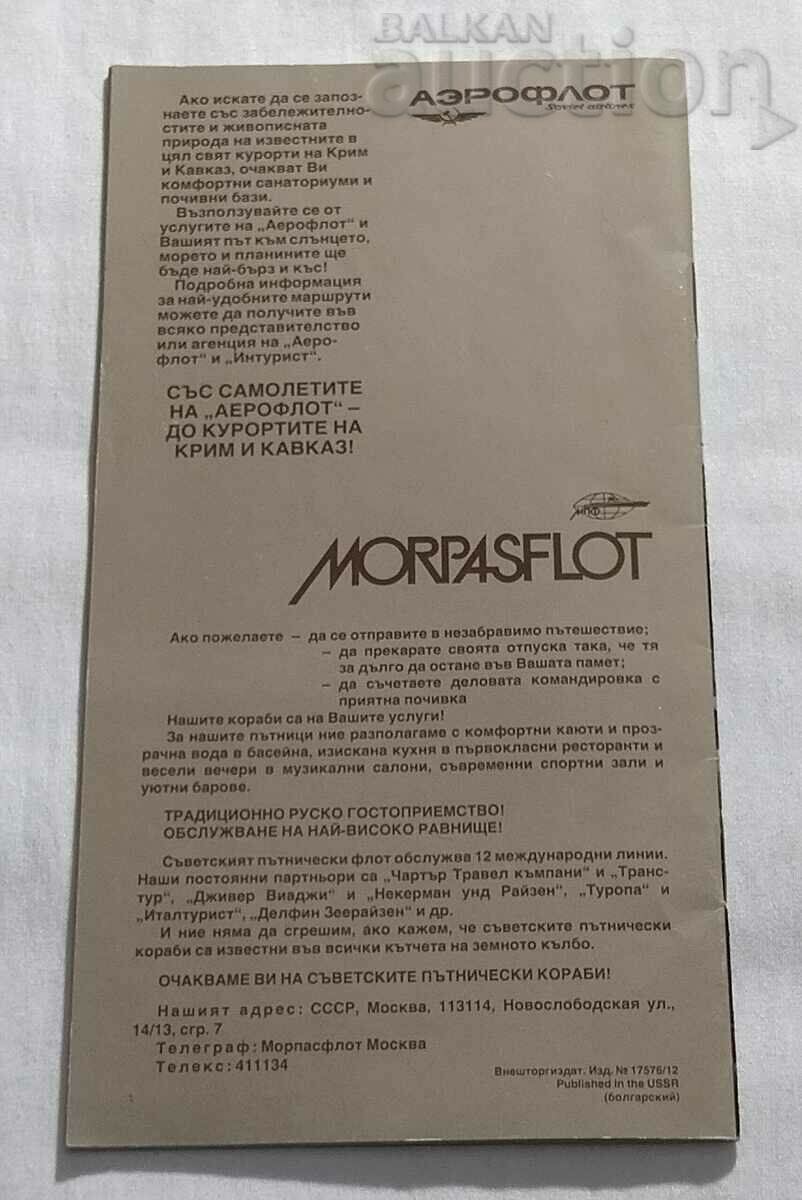 BALKAN
auction
АЭРОФЛОТ
Soviet airlines
Ако искате да се запоз-
наете със забележително-
стите и живописната
природа на известните в
цял свят курорти на Крим
и Кавказ, очакват Ви
комфортни санаториуми и
почивни бази.
Възползувайте се от
услугите на „Аерофлот“ и
Вашият път към слънцето,
морето и планините ще
бъде най-бърз и къс!
Подробна информация
за най-удобните маршрути
можете да получите във
всяко представителство
или агенция на „Аеро-
флот“ и „Интурист“.
СЪС САМОЛЕТИТЕ
НА „АЕРОФЛОТ“ –
ДО КУРОРТИТЕ НА
КРИМ И КАВКАЗ!
МПФ
MORPASFLOT
Ако пожелаете – да се отправите в незабравимо пътешествие;
– да прекарате своята отпуска така, че тя
за дълго да остане във Вашата памет;
– да съчетаете деловата командировка с
приятна почивка
Нашите кораби са на Вашите услуги!
За нашите пътници ние разполагаме с комфортни каюти и проз-
рачна вода в басейна, изискана кухня в първокласни ресторанти и
весели вечери в музикални салони, съвременни спортни зали и
уютни барове.
ТРАДИЦИОННО РУСКО ГОСТОПРИЕМСТВО!
ОБСЛУЖВАНЕ НА НАЙ-ВИСОКО РАВНИЩЕ!
Съветският пътнически флот обслужва 12 международни линии.
Наши постоянни партньори са „Чартър Травел къмпани“ и „Транс-
тур“, „Дживер Виаджи“ и „Некерман унд Райзен“, „Туропа“ и
„Италтурист“, „Делфин Зеерайзен“ и др.
И ние няма да сгрешим, ако кажем, че съветските пътнически
кораби са известни във всички кътчета на земното кълбо.
ОЧАКВАМЕ ВИ НА СЪВЕТСКИТЕ ПЪТНИЧЕСКИ КОРАБИ!
Нашият адрес: СССР, Москва, 113114, Новослободская ул.,
14/13, стр. 7
Телеграф: Морпасфлот Москва
Телекс: 411134
Внешторгиздат. Изд. № 17576/12
Published in the USSR
(болгарский)